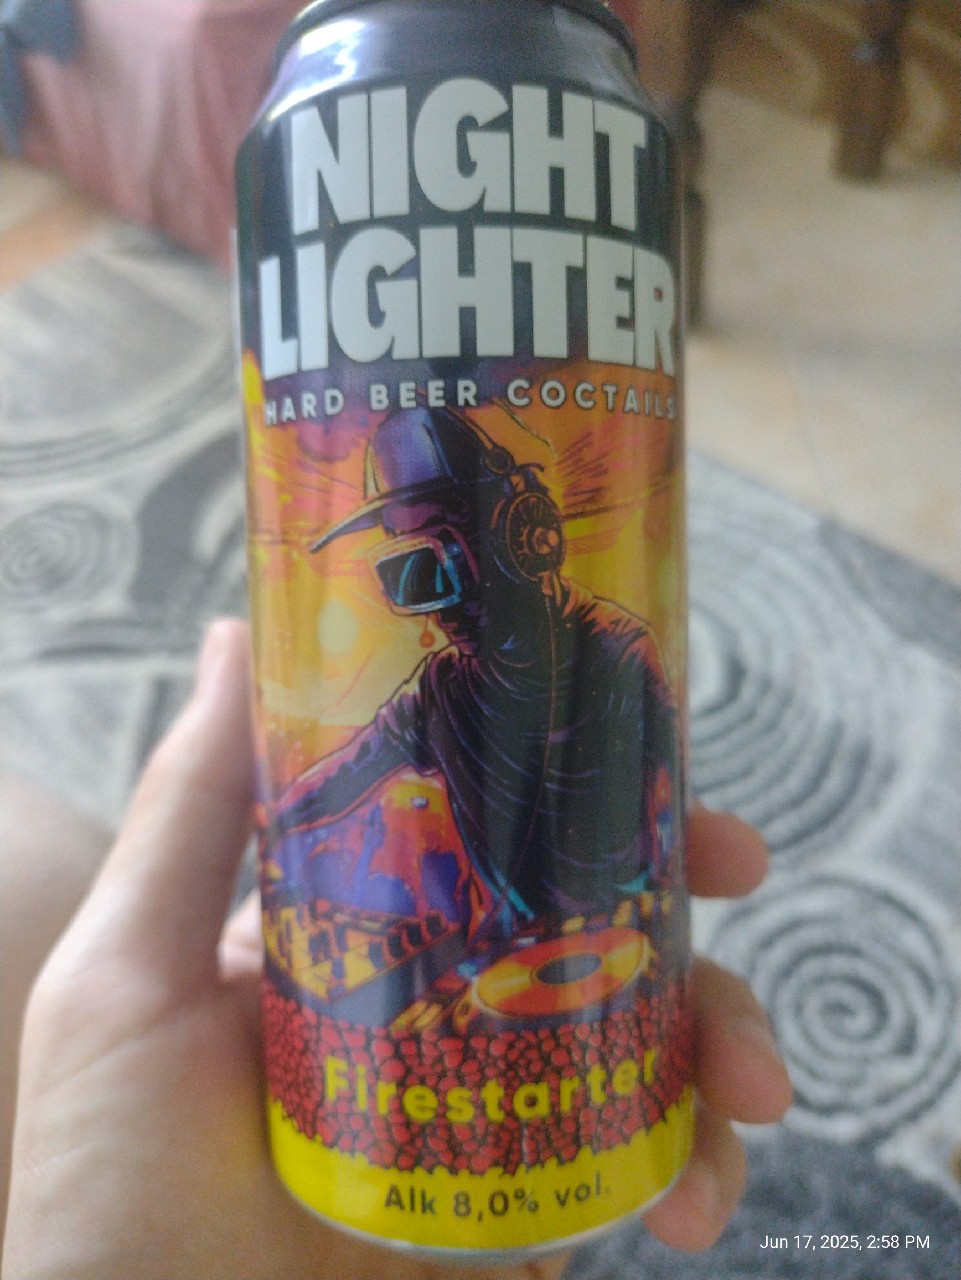 NIGHT
LIGHTER
HARD BEER COCTAILS
Firestarter
Alk 8,0% vol.
Jun 17, 2025, 2:58 PM